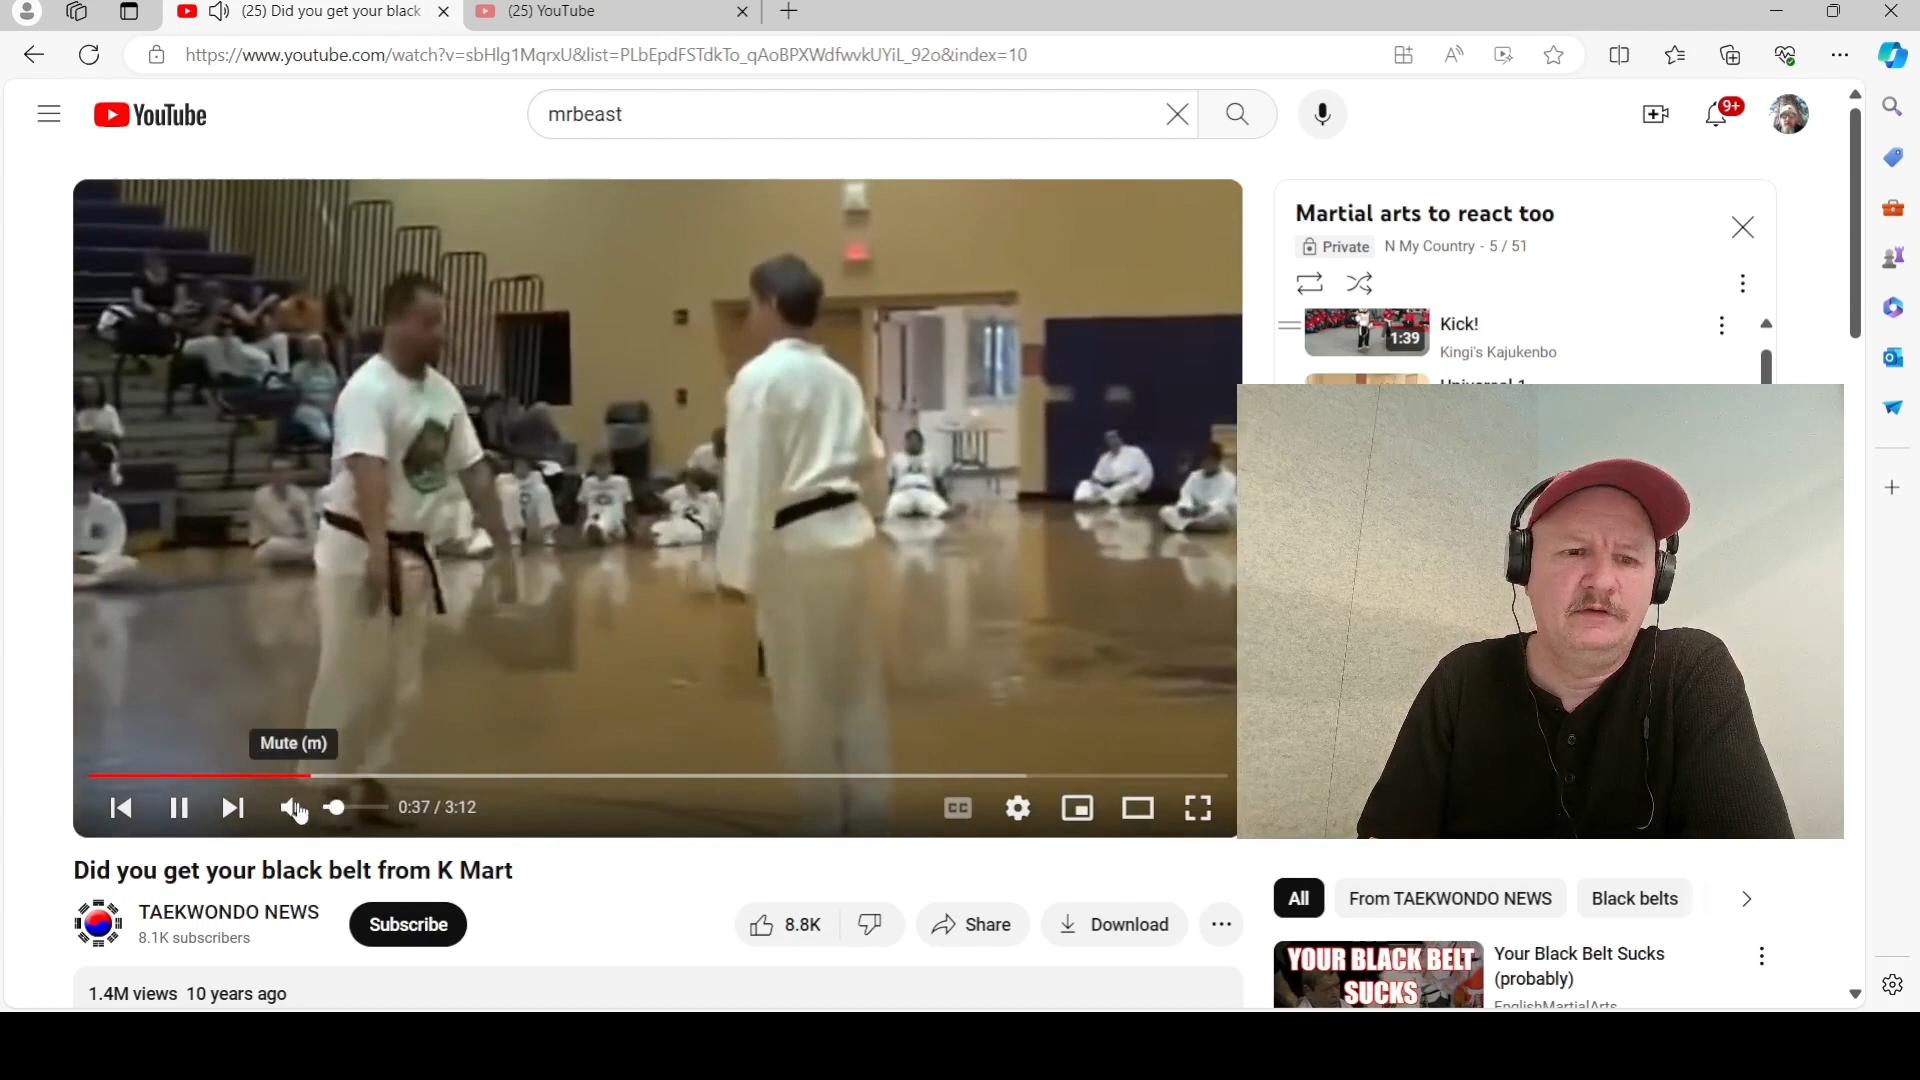 (25) Did you get your black
(25) YouTube
https://www.youtube.com/watch?v=sbHlg1MqrxU&list=PLbEpdFSTdkTo_qAoBPXWdfwvkUYiL_92o&index=10
YouTube
mrbeast
9+
Martial arts to react too
Private N My Country - 5 / 51
Kick!
1:39
Kingi's Kajukenbo
Universal 1
Mute (m)
0:37 / 3:12
CC
Did you get your black belt from K Mart
TAEKWONDO NEWS
8.1K subscribers
Subscribe
8.8K
Share
Download
1.4M views 10 years ago
All
From TAEKWONDO NEWS
Black belts
YOUR BLACK BELT
SUCKS
Your Black Belt Sucks
(probably)
EnglishMartialArts